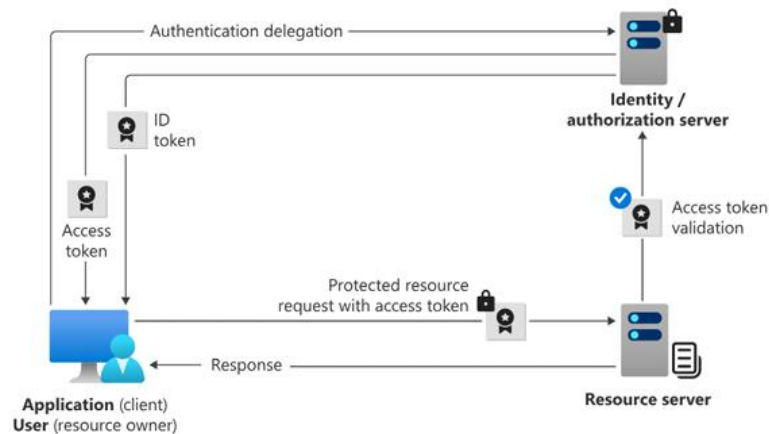 Authentication delegation
ID
token
Identity /
authorization server
Access
token
Access token
validation
Protected resource
request with access token
Response
Application (client)
User (resource owner)
Resource server